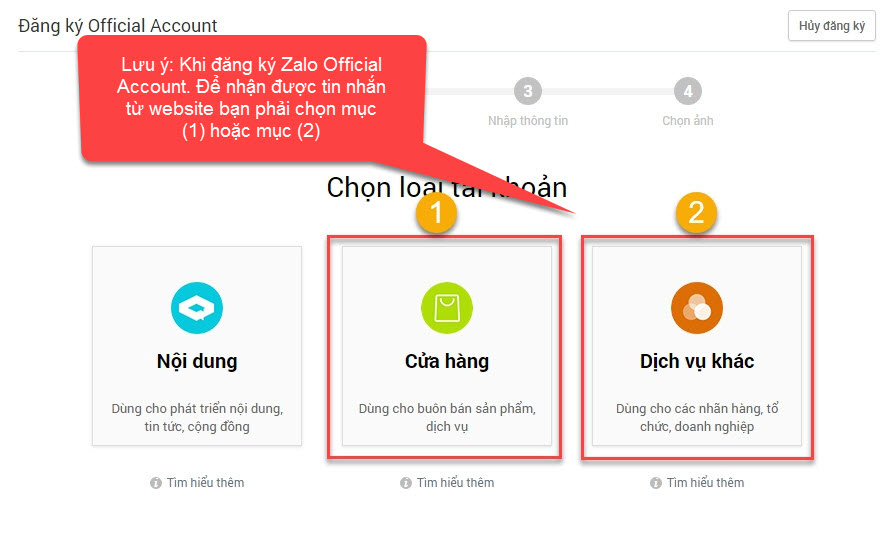 Đăng ký Official Account
Hủy đăng ký
Lưu ý: Khi đăng ký Zalo Official
Account. Để nhận được tin nhắn
từ website bạn phải chọn mục
(1) hoặc mục (2)
3
4
Nhập thông tin
Chọn ảnh
Chọn loại tài khoản
1
2
Nội dung
Dùng cho phát triển nội dung,
tin tức, cộng đồng
Tìm hiểu thêm
Cửa hàng
Dùng cho buôn bán sản phẩm,
dịch vụ
Tìm hiểu thêm
Dịch vụ khác
Dùng cho các nhãn hàng, tổ
chức, doanh nghiệp
Tìm hiểu thêm